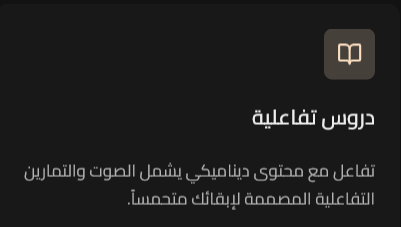 دروس تفاعلية
تفاعل مع محتوى ديناميكي يشمل الصوت والتمارين
التفاعلية المصممة لإبقائك متحمساً.